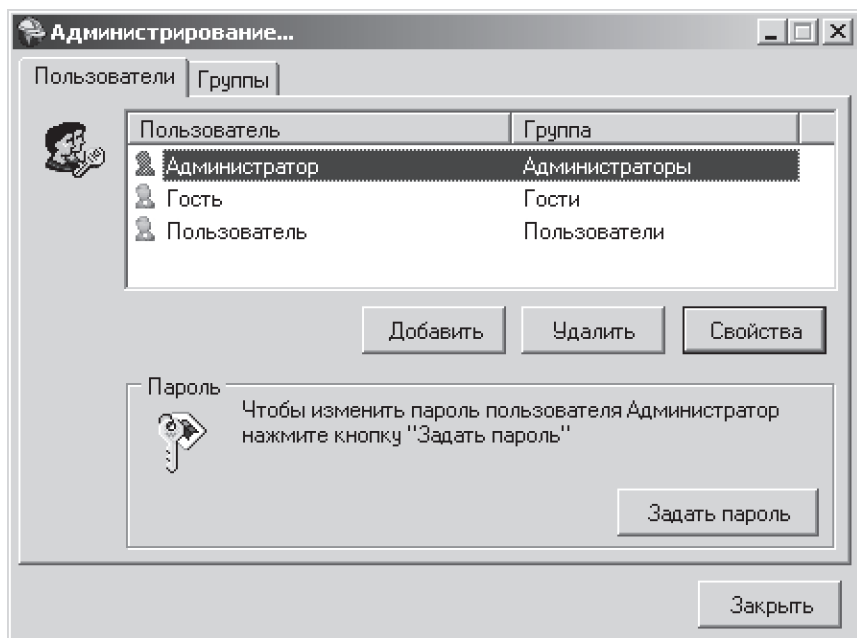 Администрирование...
Пользователи Группы
Пользователь Группа
Администратор Администраторы
Гость Гости
Пользователь Пользователи
Добавить Удалить Свойства
Пароль
Чтобы изменить пароль пользователя Администратор
нажмите кнопку "Задать пароль"
Задать пароль
Закрыть